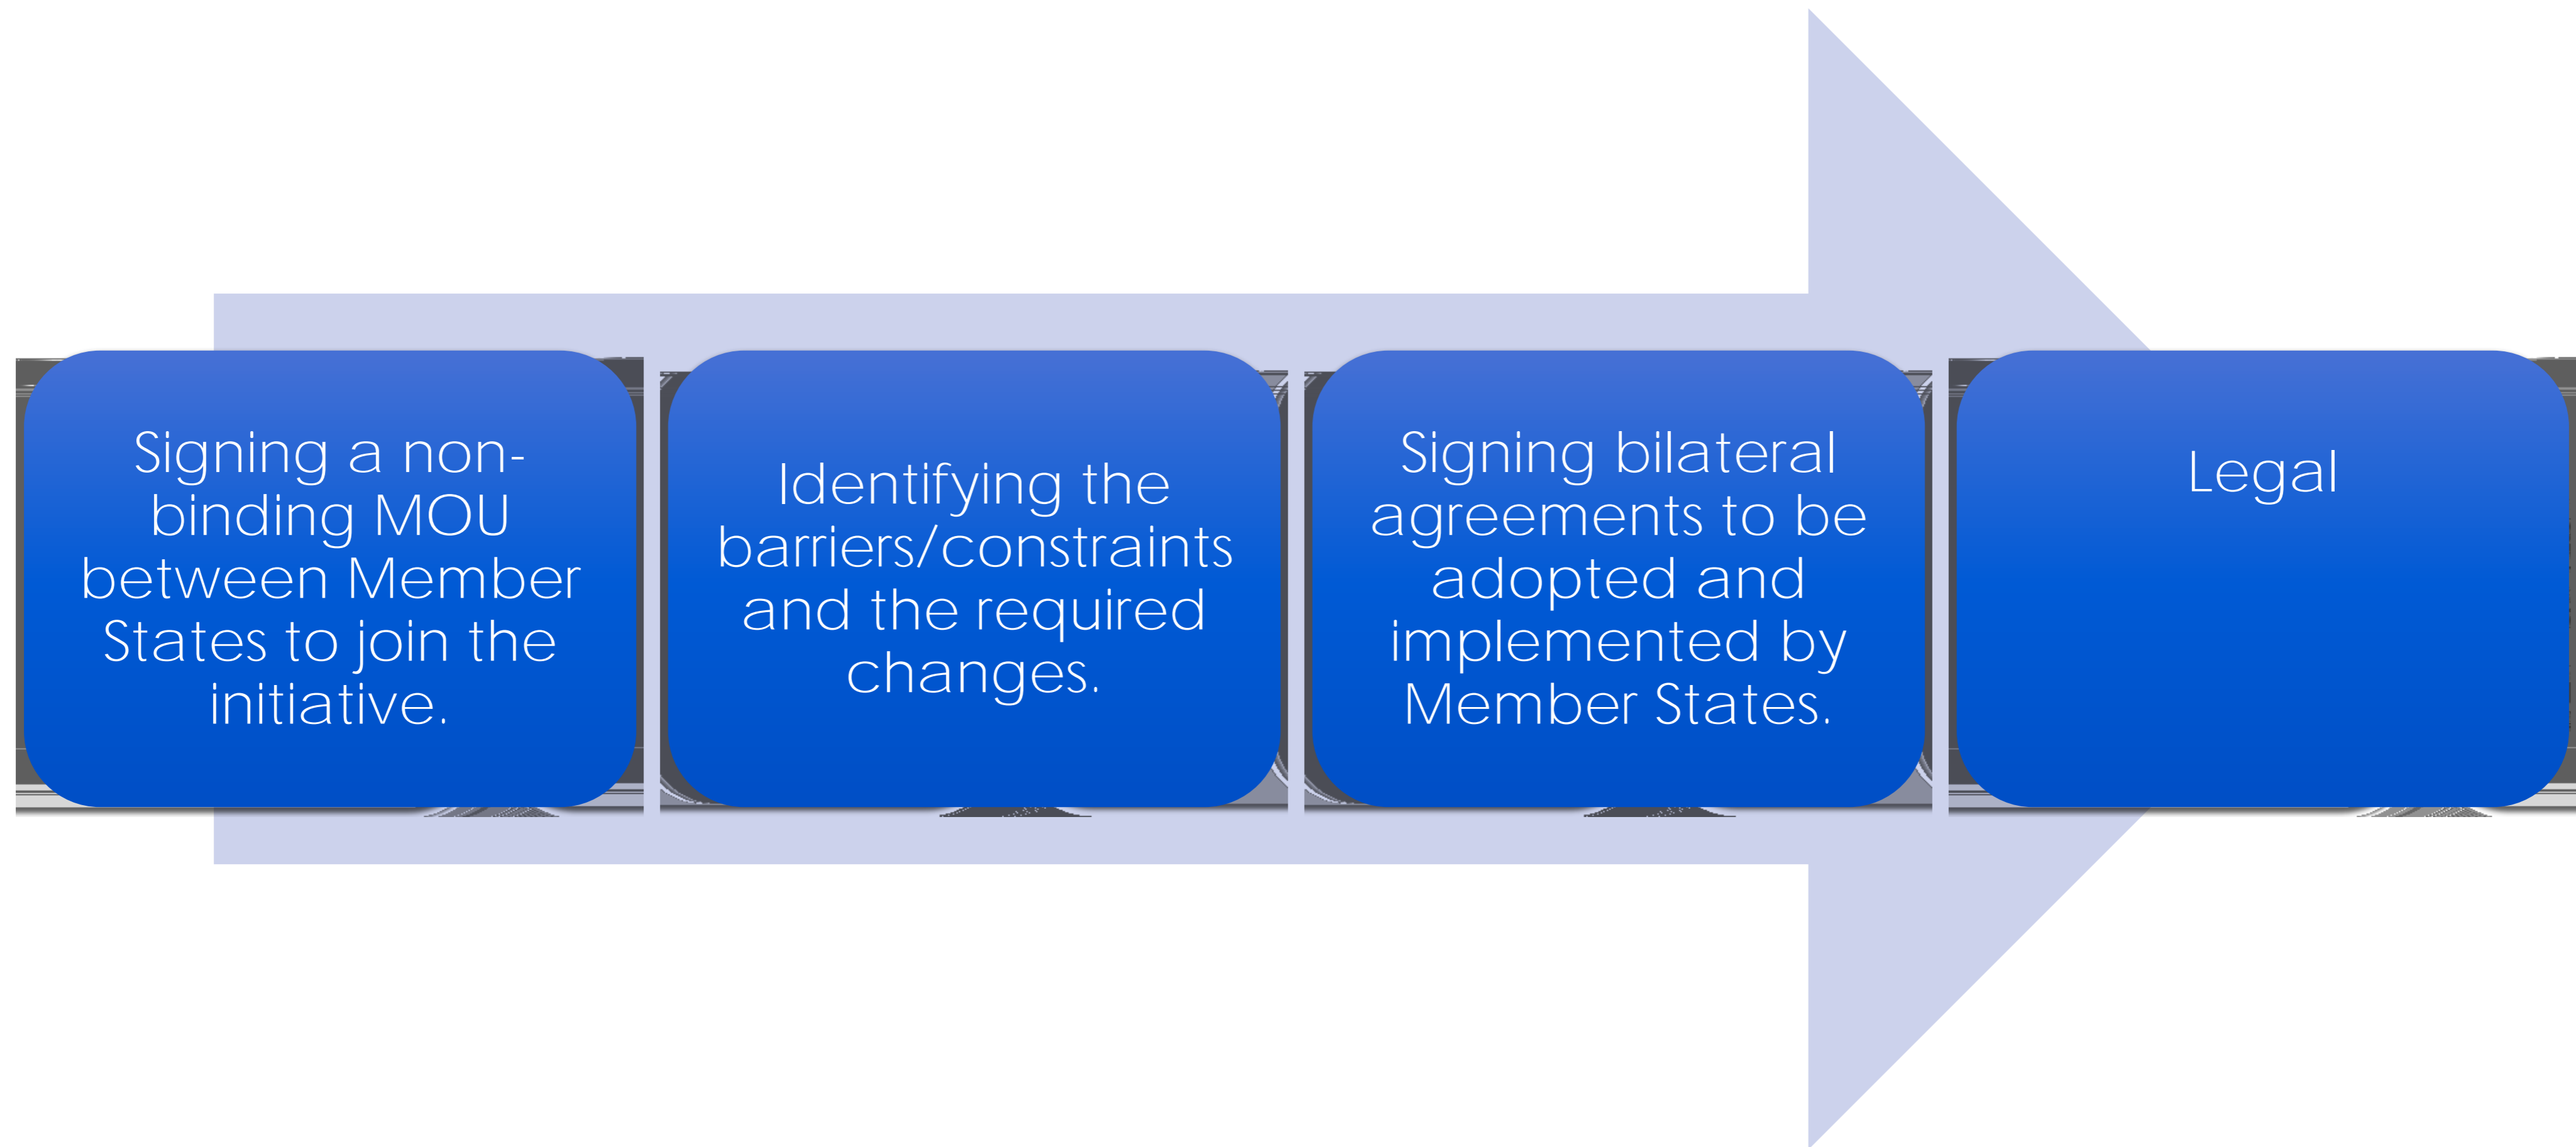 Signing a non-
binding MOU
between Member
States to join the
initiative.
Identifying the
barriers/constraints
and the required
changes.
Signing bilateral
agreements to be
adopted and
implemented by
Member States.
Legal